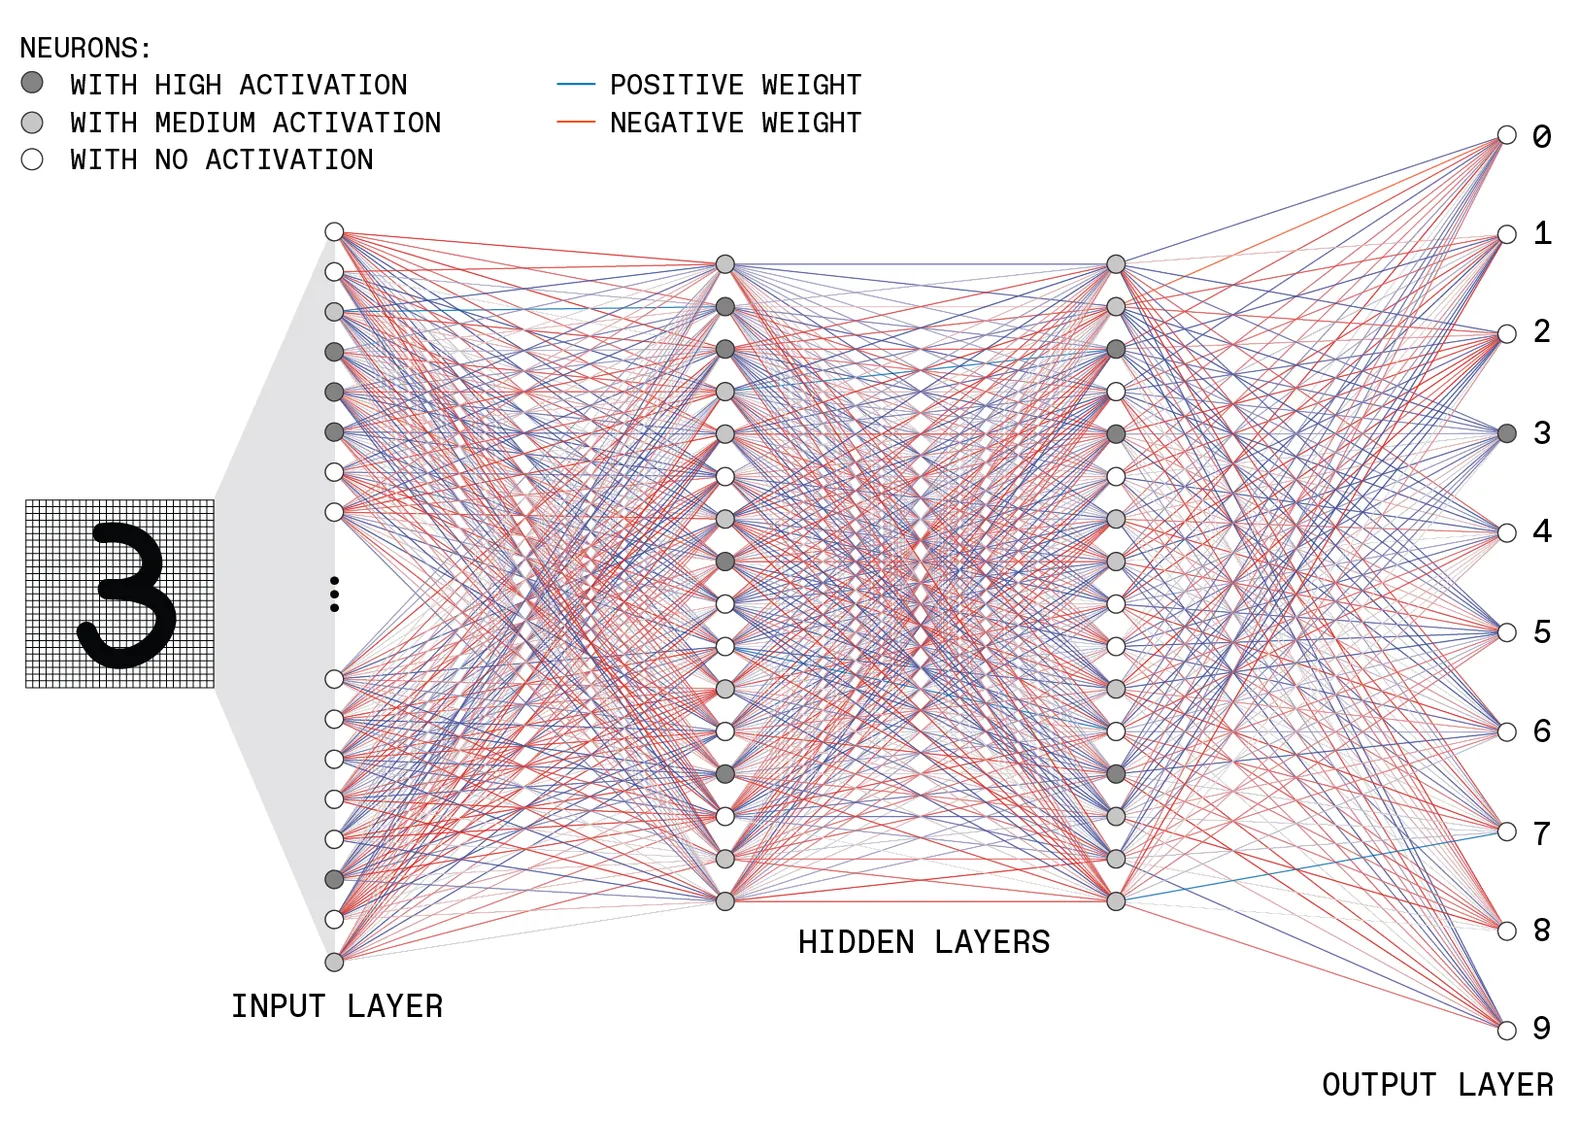 NEURONS:
WITH HIGH ACTIVATION
WITH MEDIUM ACTIVATION
WITH NO ACTIVATION
POSITIVE WEIGHT
NEGATIVE WEIGHT
3
0
1
2
3
4
5
6
7
8
9
HIDDEN LAYERS
INPUT LAYER
OUTPUT LAYER